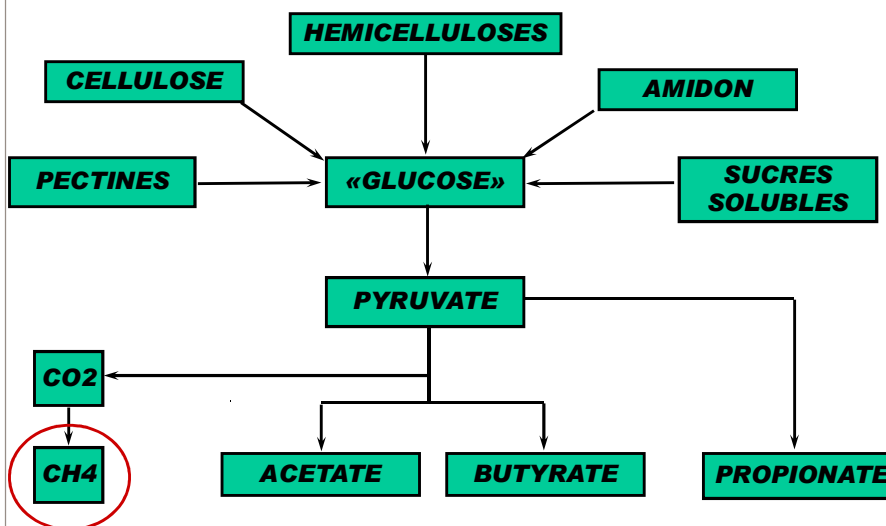 HEMICELLULOSES
CELLULOSE
AMIDON
PECTINES
«GLUCOSE»
SUCRES
SOLUBLES
PYRUVATE
CO2
CH4
ACETATE
BUTYRATE
PROPIONATE